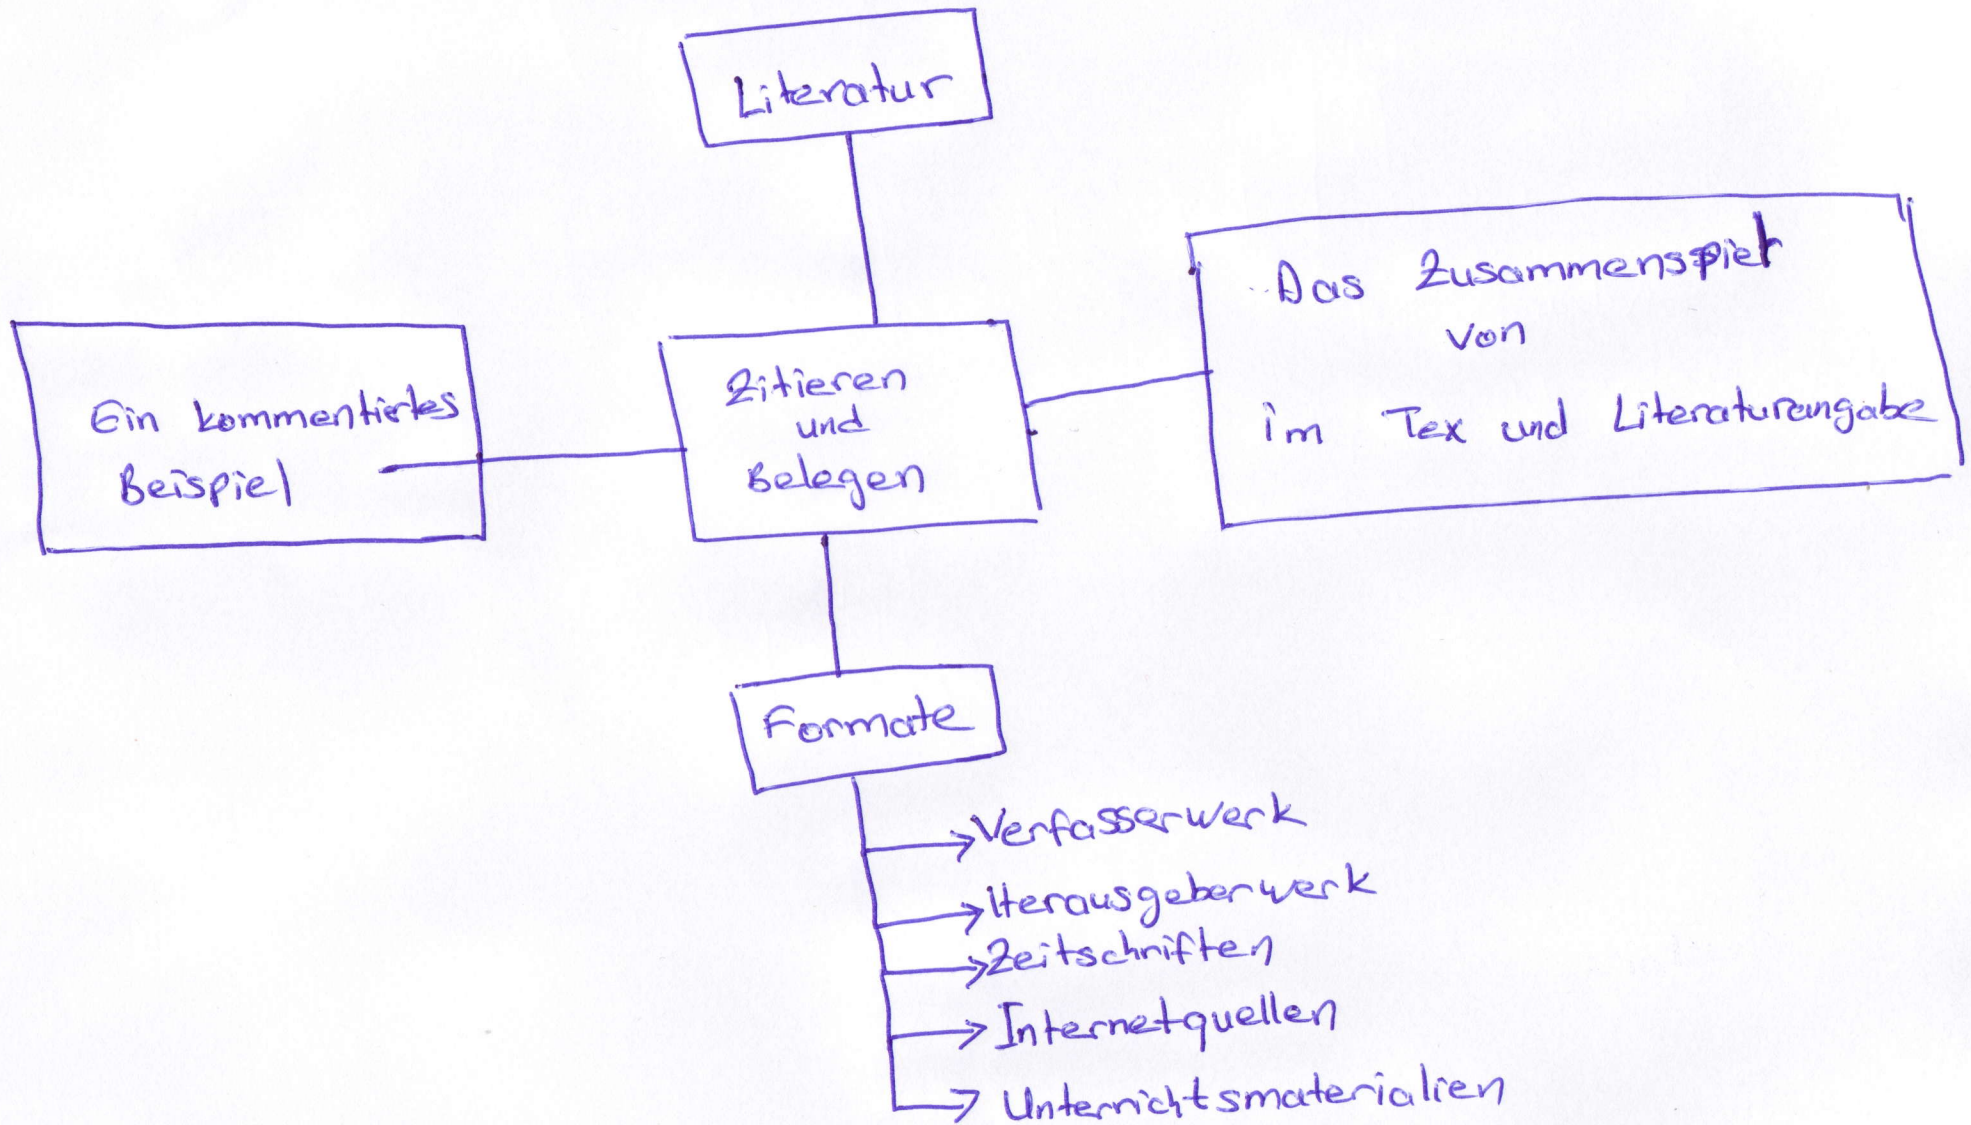 Literatur
Das Zusammenspiel
von
im Tex und Literaturangabe
Ein kommentiertes
Beispiel
Zitieren
und
Belegen
Formate
Verfasserwerk
Herausgeberwerk
Zeitschriften
Internetquellen
Unterrichtsmaterialien